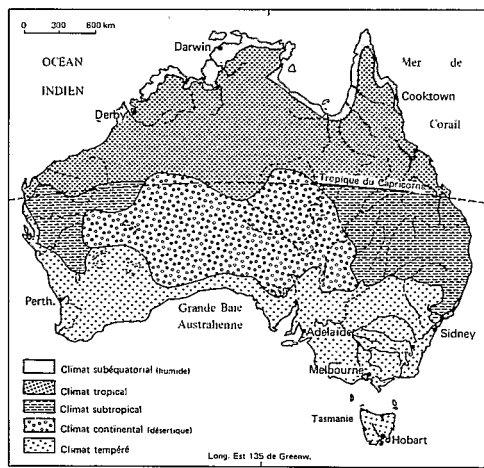 0 300 600 km
Darwin
OCEAN
INDIEN
Mer de
Corail
Cooktown
Derby
Tropique du Capricorne
Perth.
Grande Baie
Austrahenne
Adelaide
Sidney
Melbourne
Climat subéquatorial (humide)
Climat tropical
Climat subtropical
Climat continental (désertique)
Climat tempéré
Tasmanie
Hobart
Long. Est 135 de Greenw.